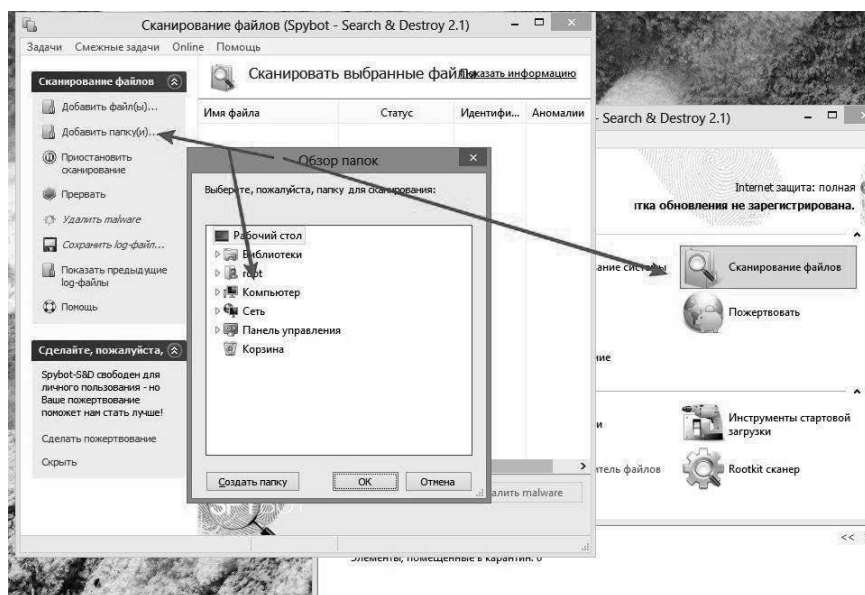 Сканирование файлов (Spybot - Search & Destroy 2.1)
Задачи Смежные задачи Online Помощь
Сканирование файлов
Добавить файл(ы)...
Добавить папку(и)...
Приостановить
сканирование
Прервать
Удалить malware
Сохранить log-файл...
Показать предыдущие
log-файлы
Помощь
Сделайте, пожалуйста,
Spybot-S&D свободен для
личного пользования - но
Ваше пожертвование
поможет нам стать лучше!
Сделать пожертвование
Скрыть
Сканировать выбранные файлы
Показать информацию
Имя файла Статус Идентифи... Аномалии
Обзор папок
Выберете, пожалуйста, папку для сканирования:
Рабочий стол
Библиотеки
root
Компьютер
Сеть
Панель управления
Корзина
Создать папку OK Отмена
malware
- Search & Destroy 2.1)
Internet защита: полная
обновления не зарегистрирована.
системы
Сканирование файлов
Пожертвовать
Инструменты стартовой
загрузки
файлов
Rootkit сканер
<<
Элементы, помещенные в карантин: 0